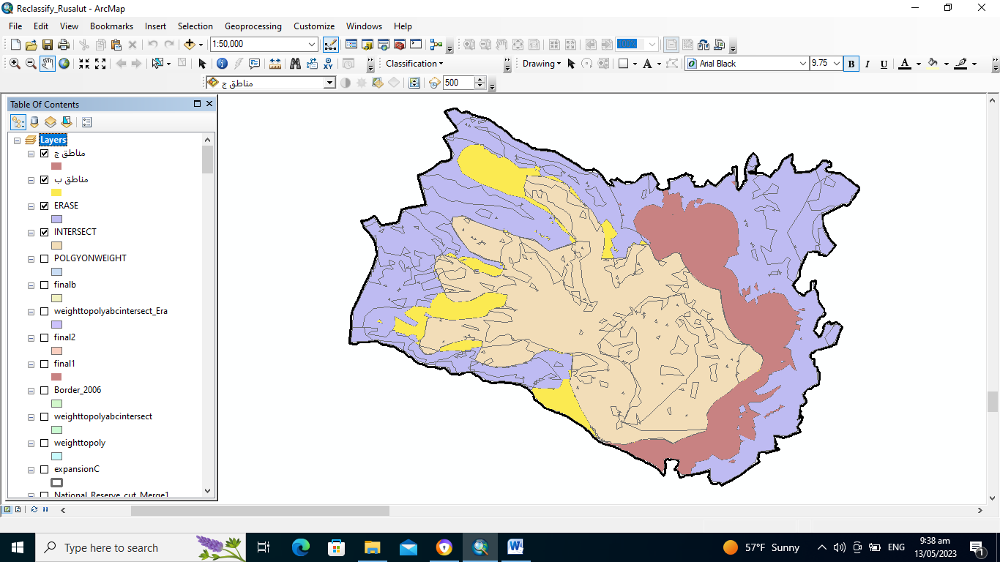 Reclassify_Rusalut - ArcMap
File Edit View Bookmarks Insert Selection Geoprocessing Customize Windows Help
1:50,000
100%
Classification
Drawing
Arial Black
9.75
B I U A
مناطق ج
500
Table Of Contents
Layers
مناطق ج
مناطق ب
ERASE
INTERSECT
POLGYONWEIGHT
finalb
weighttopolyabcintersect_Era
final2
final1
Border_2006
weighttopolyabcintersect
weighttopoly
expansionC
National_Reserve_cut_Merge1
Type here to search
57°F Sunny
ENG
9:38 am
13/05/2023
1